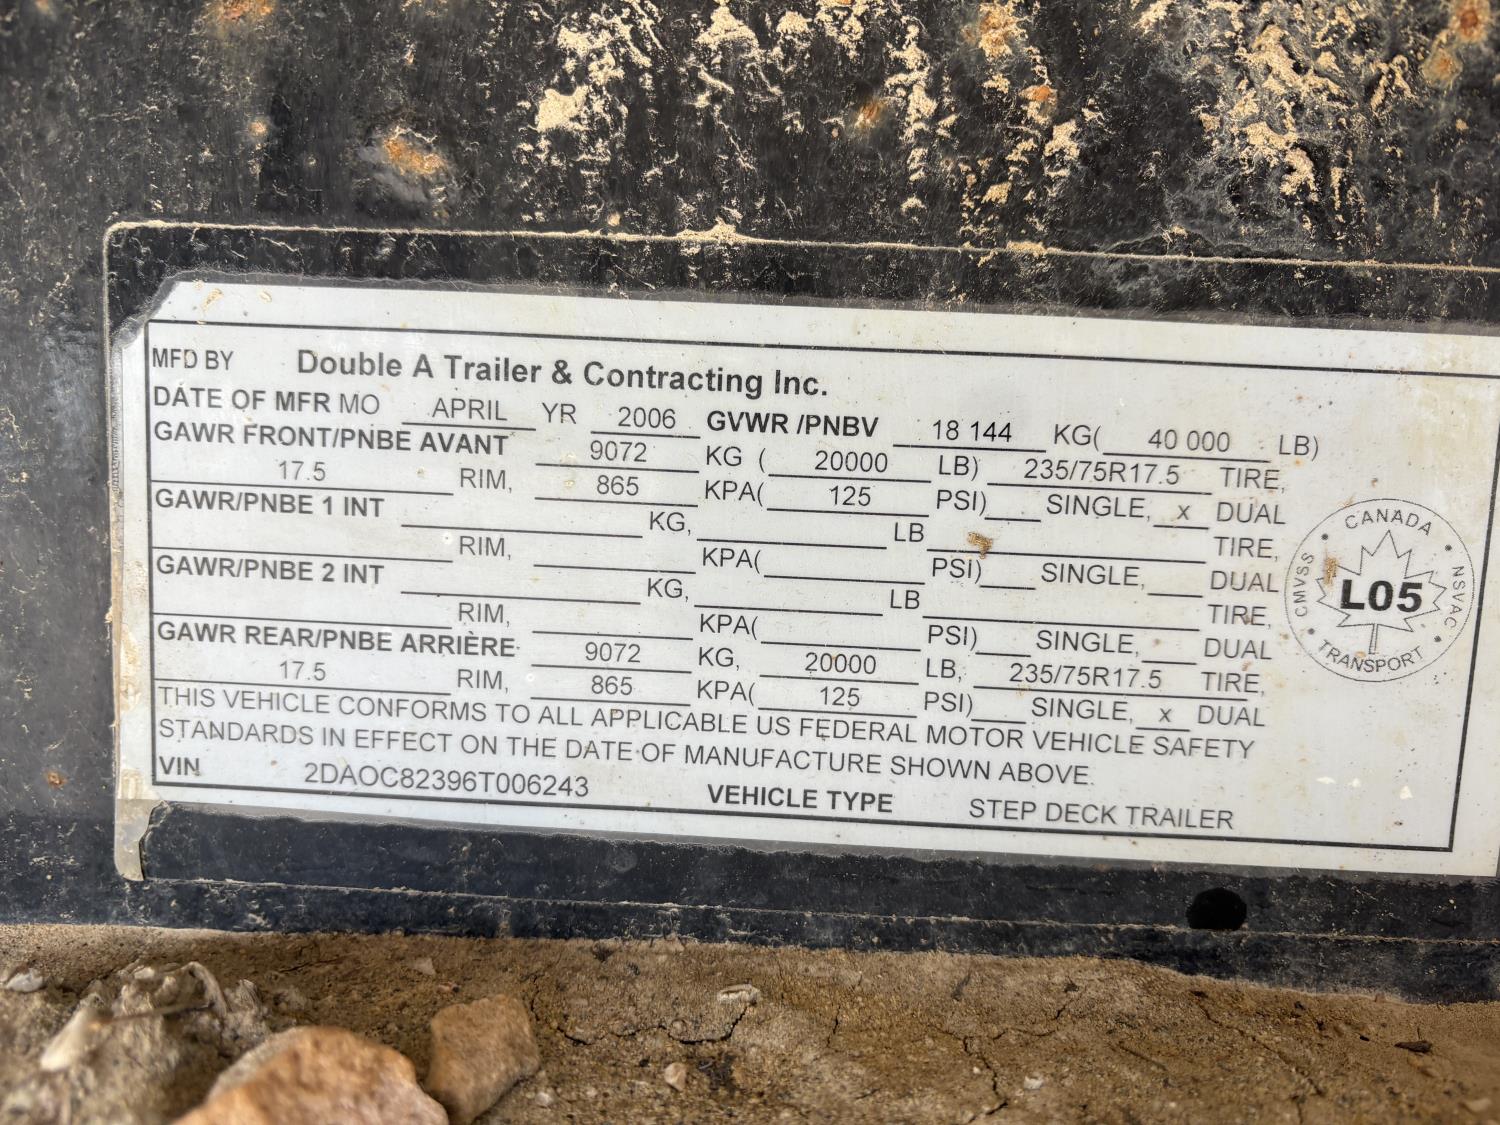 MFD BY Double A Trailer & Contracting Inc.
DATE OF MFR MO APRIL YR 2006 GVWR /PNBV 18 144 KG( 40 000 LB)
GAWR FRONT/PNBE AVANT 9072 KG ( 20000 LB) 235/75R17.5 TIRE,
17.5 RIM, 865 KPA( 125 PSI) SINGLE, x DUAL
GAWR/PNBE 1 INT KG, LB TIRE,
RIM, KPA( PSI) SINGLE, DUAL
GAWR/PNBE 2 INT KG, LB TIRE,
RIM, KPA( PSI) SINGLE, DUAL
GAWR REAR/PNBE ARRIÈRE 9072 KG, 20000 LB, 235/75R17.5 TIRE,
17.5 RIM, 865 KPA( 125 PSI) SINGLE, x DUAL
THIS VEHICLE CONFORMS TO ALL APPLICABLE US FEDERAL MOTOR VEHICLE SAFETY
STANDARDS IN EFFECT ON THE DATE OF MANUFACTURE SHOWN ABOVE.
VIN 2DAOC82396T006243 VEHICLE TYPE STEP DECK TRAILER
CANADA
CMVSS
L05
NSVAC
TRANSPORT